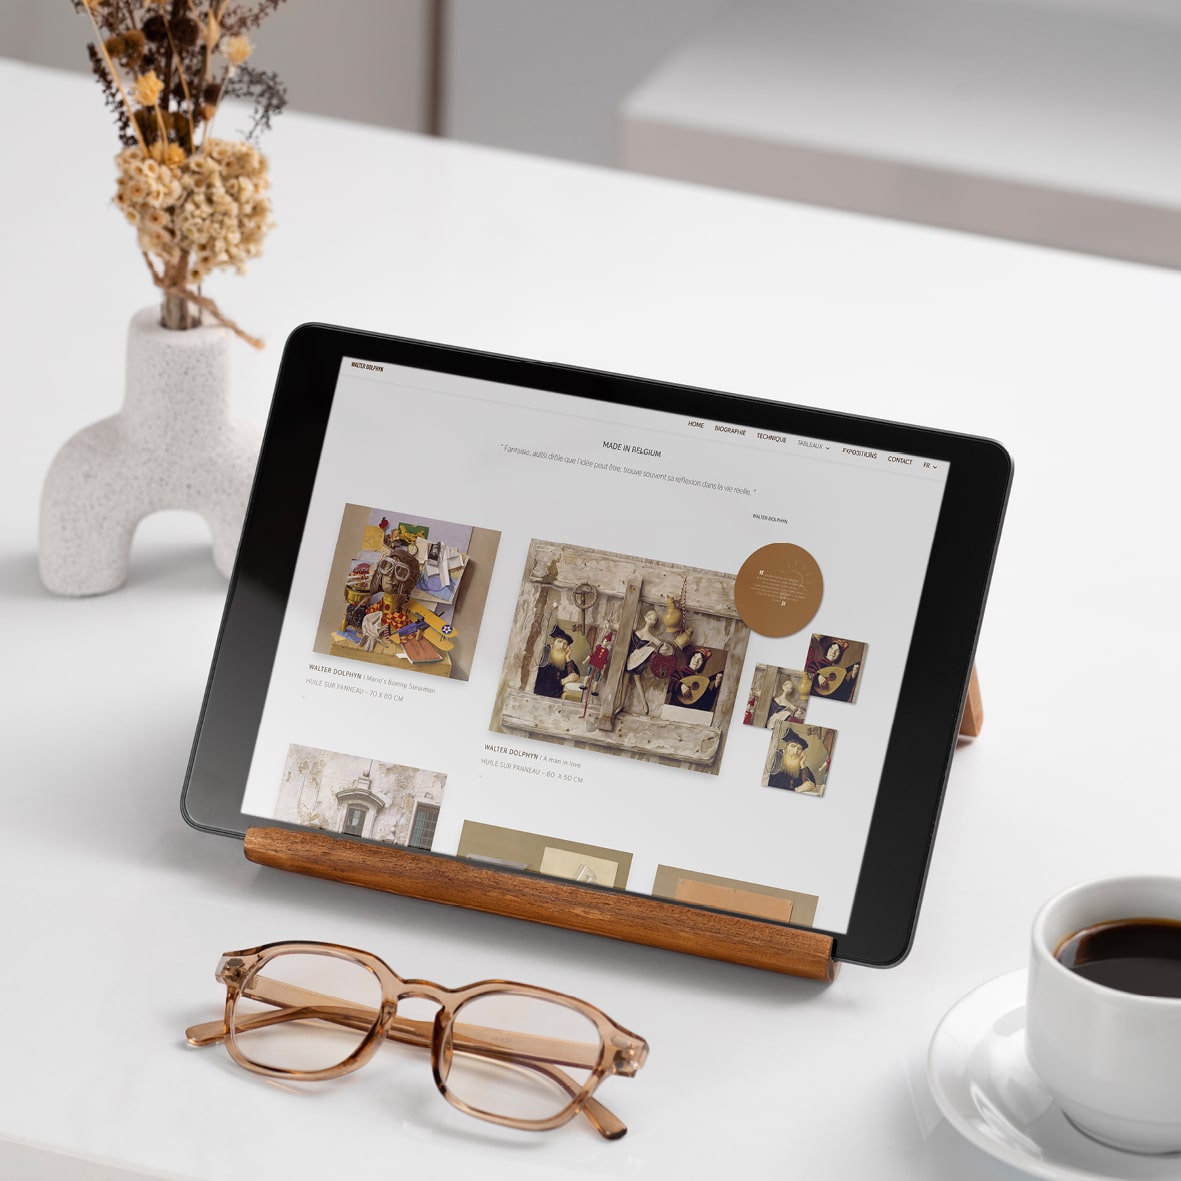 WALTER DOLPHYN
HOME BIOGRAPHIE TECHNIQUE TABLEAUX EXPOSITIONS CONTACT FR
MADE IN BELGIUM
" Fantaisie, aussi drôle que l'idée peut être, trouve souvent sa réflexion dans la vie réelle. "
WALTER DOLPHYN.
WALTER DOLPHYN | Mario's Boeing Stearman
HUILE SUR PANNEAU - 70 X 80 CM
WALTER DOLPHYN | A man in love
HUILE SUR PANNEAU - 60 X 50 CM